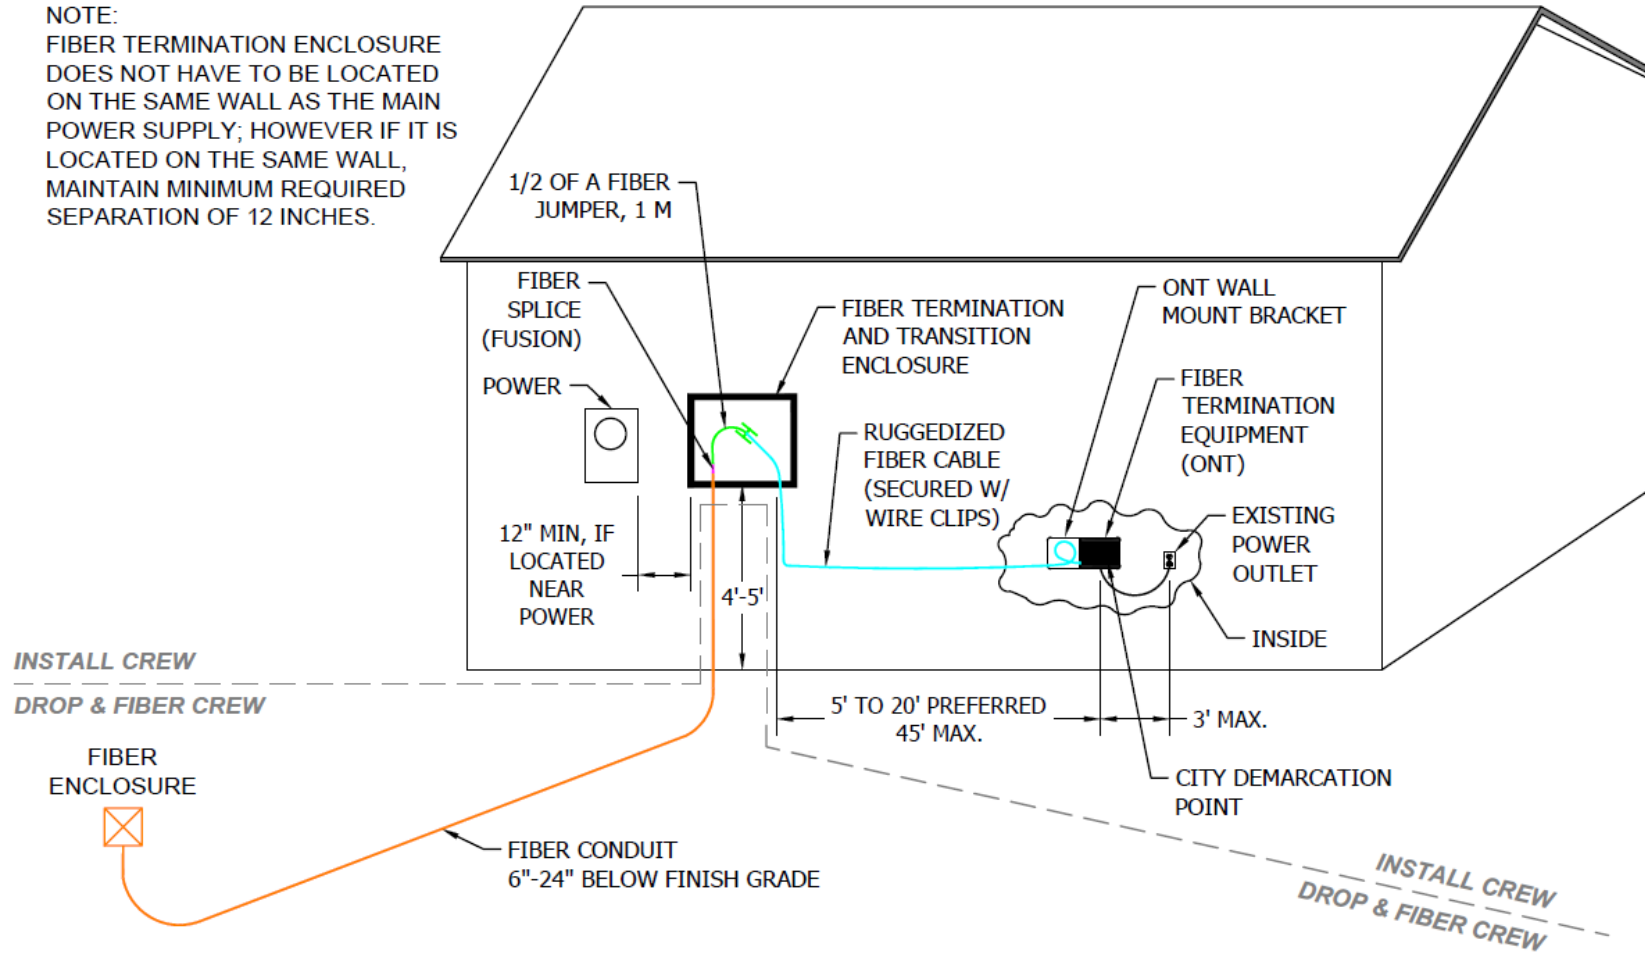 NOTE:
FIBER TERMINATION ENCLOSURE
DOES NOT HAVE TO BE LOCATED
ON THE SAME WALL AS THE MAIN
POWER SUPPLY; HOWEVER IF IT IS
LOCATED ON THE SAME WALL,
MAINTAIN MINIMUM REQUIRED
SEPARATION OF 12 INCHES.
1/2 OF A FIBER
JUMPER, 1 M
FIBER
SPLICE
(FUSION)
POWER
FIBER TERMINATION
AND TRANSITION
ENCLOSURE
ONT WALL
MOUNT BRACKET
FIBER
TERMINATION
EQUIPMENT
(ONT)
RUGGEDIZED
FIBER CABLE
(SECURED W/
WIRE CLIPS)
EXISTING
POWER
OUTLET
12" MIN, IF
LOCATED
NEAR
POWER
4'-5'
INSIDE
INSTALL CREW
DROP & FIBER CREW
5' TO 20' PREFERRED
45' MAX.
3' MAX.
FIBER
ENCLOSURE
CITY DEMARCATION
POINT
FIBER CONDUIT
6"-24" BELOW FINISH GRADE
INSTALL CREW
DROP & FIBER CREW